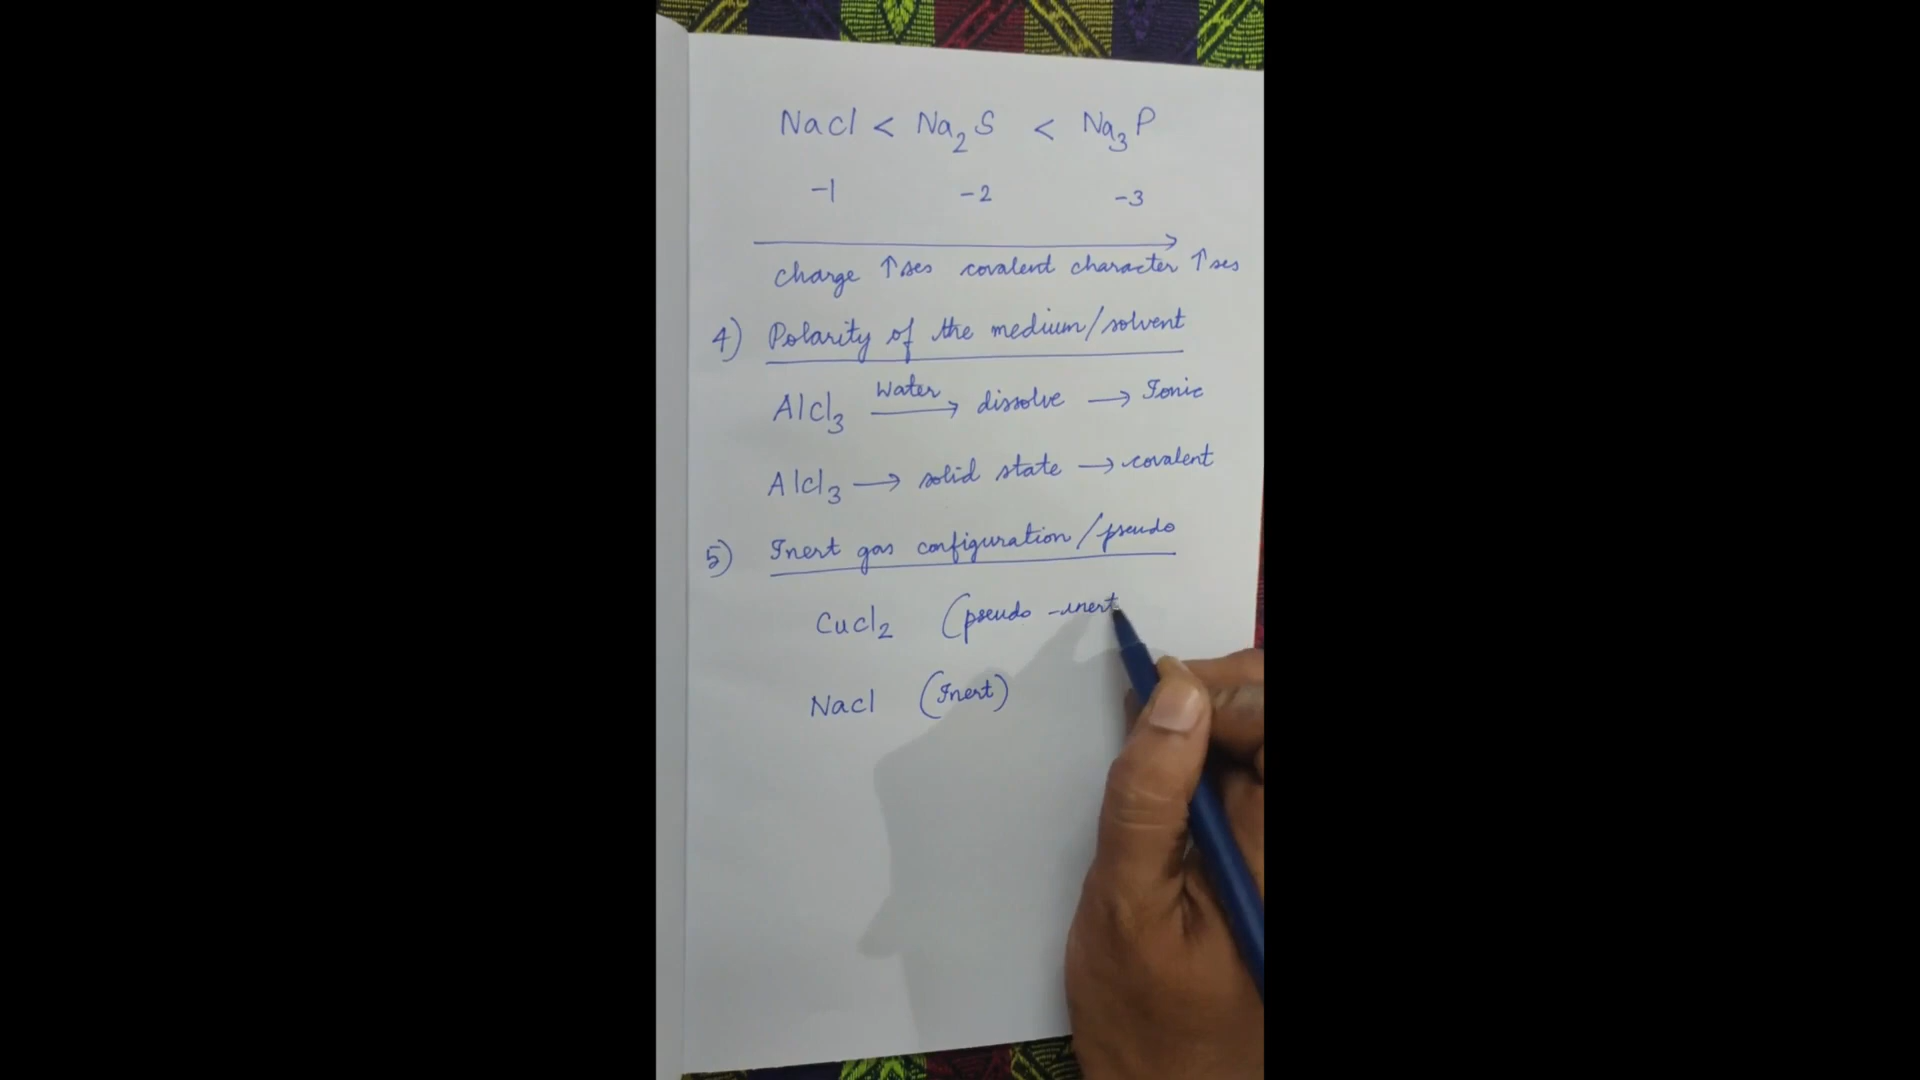 Nacl < Na₂S < Na₃P
-1 -2 -3
charge ↑ses covalent character ↑ses
4) Polarity of the medium/solvent
AlCl₃ Water → dissolve → Ionic
AlCl₃ → solid state → covalent
5) Inert gas configuration/pseudo
Cucl₂ (pseudo -inert
Nacl (Inert)